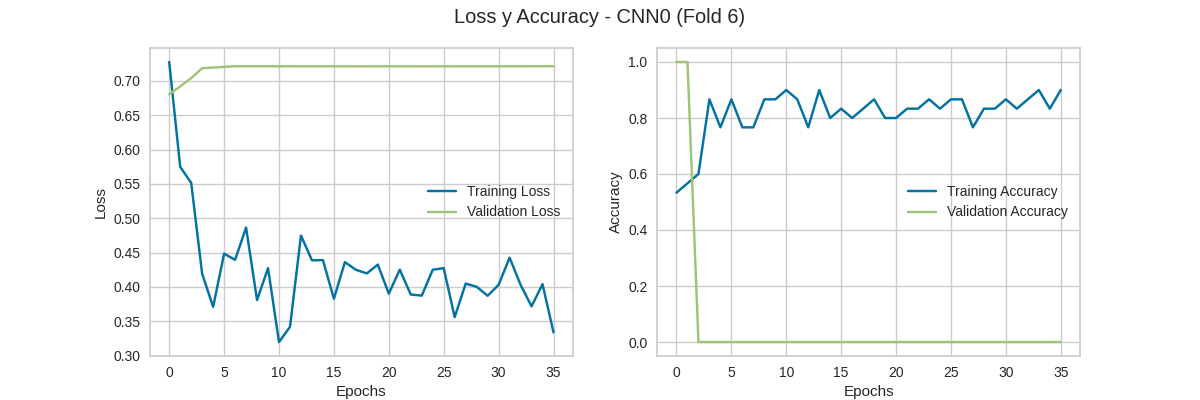 Loss y Accuracy - CNN0 (Fold 6)
Loss
0.70
0.65
0.60
0.55
0.50
0.45
0.40
0.35
0.30
Training Loss
Validation Loss
0 5 10 15 20 25 30 35
Epochs
Accuracy
1.0
0.8
0.6
0.4
0.2
0.0
Training Accuracy
Validation Accuracy
0 5 10 15 20 25 30 35
Epochs